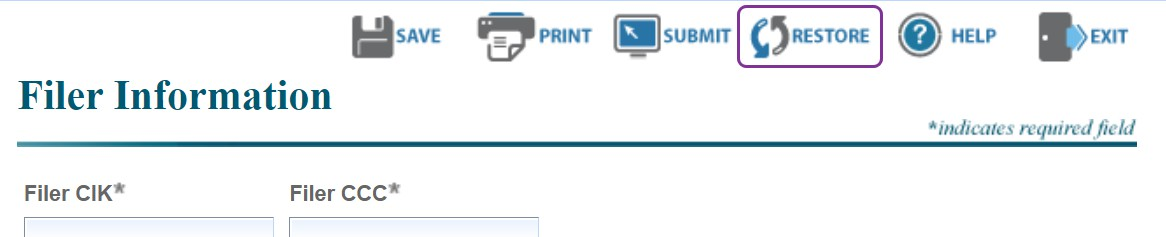 SAVE PRINT SUBMIT RESTORE ? HELP EXIT
Filer Information
*indicates required field
Filer CIK* Filer CCC*